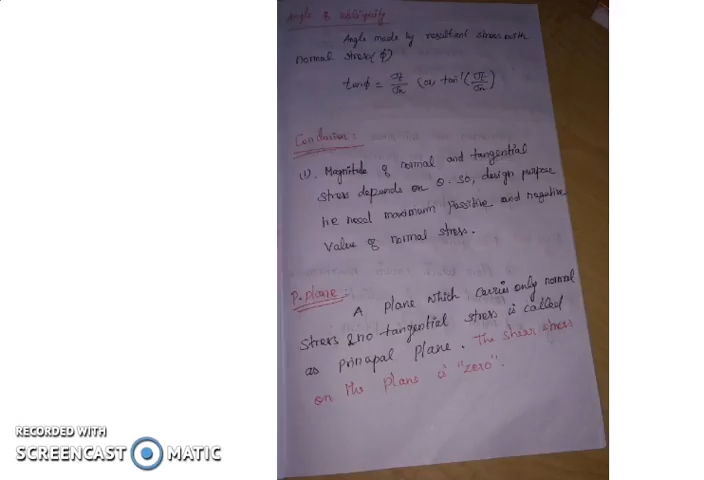 Angle of obliquity
Angle made by resultant stress with
normal stress (ϕ)
tanϕ = σt/σn (or) tan⁻¹(σt/σn)
Conclusion:
(1). Magnitude of normal and tangential
stress depends on θ. so, design purpose
we need maximum positive and negative
value of normal stress.
P-plane:-
A plane which carries only normal
stress & no tangential stress is called
as principal plane. The shear stress
on the plane is "zero".
RECORDED WITH
SCREENCAST MATIC